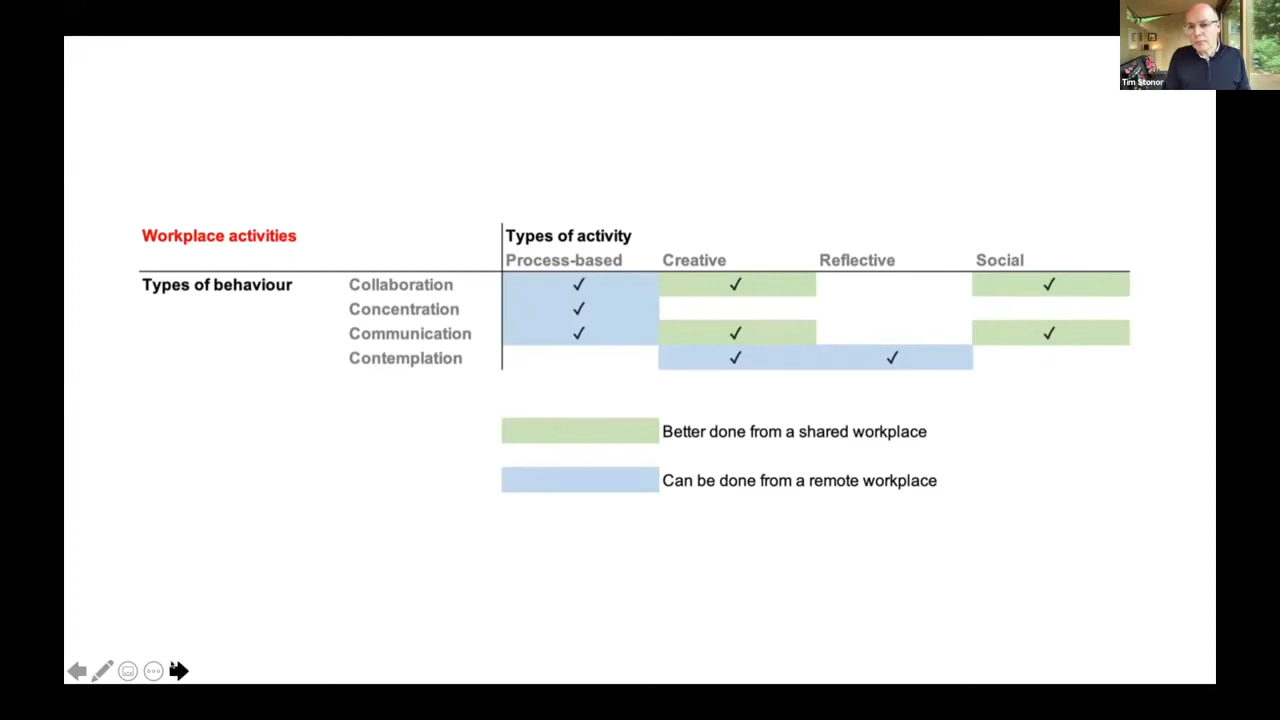 Tim Stonor
Workplace activities Types of activity
Process-based Creative Reflective Social
Types of behaviour Collaboration ✓ ✓ ✓
Concentration ✓
Communication ✓ ✓ ✓
Contemplation ✓ ✓
Better done from a shared workplace
Can be done from a remote workplace